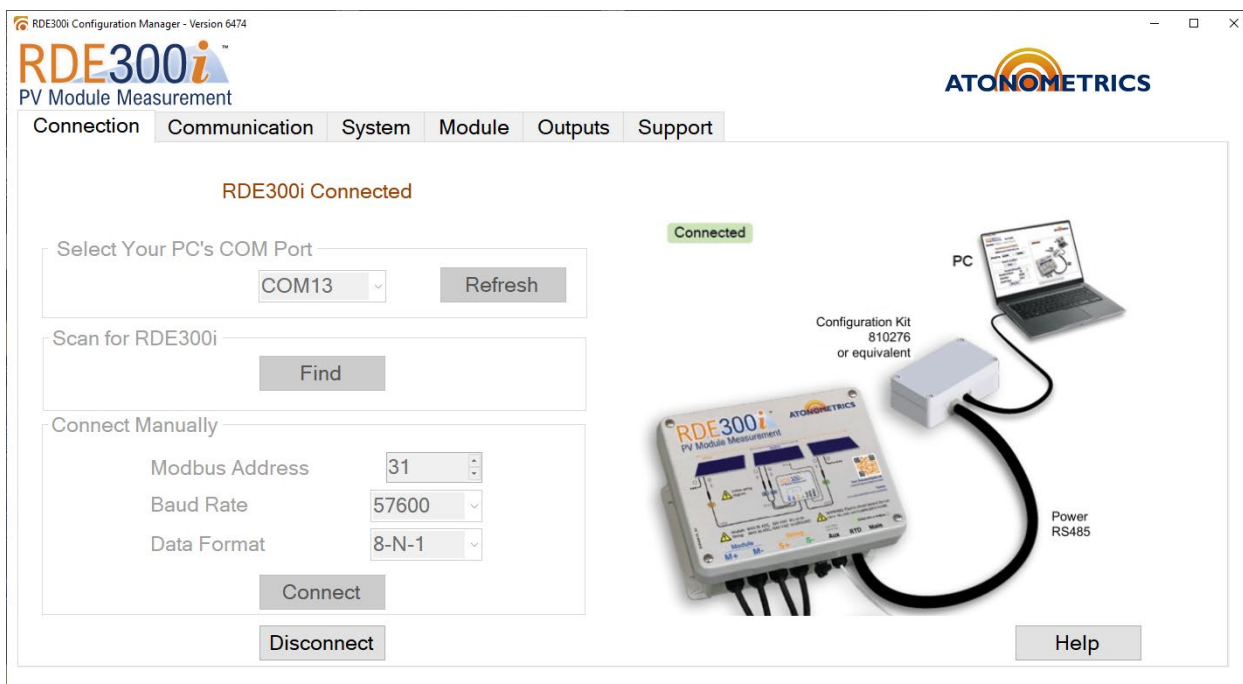 RDE300i Configuration Manager - Version 6474
RDE300i™
PV Module Measurement
ATONOMETRICS
Connection Communication System Module Outputs Support
RDE300i Connected
Select Your PC's COM Port
COM13 Refresh
Scan for RDE300i
Find
Connect Manually
Modbus Address 31
Baud Rate 57600
Data Format 8-N-1
Connect
Disconnect
Connected
PC
Configuration Kit
810276
or equivalent
RDE300i ATONOMETRICS
PV Module Measurement
Module
M+ M- S+ S- Aux RTD Main
Power
RS485
Help